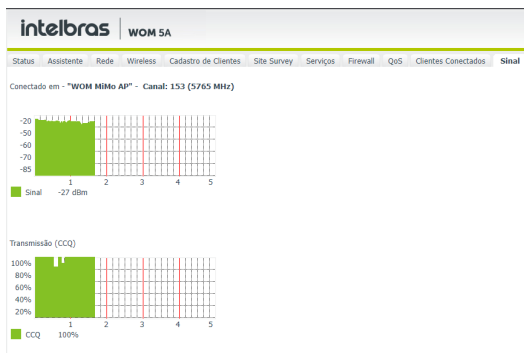 intelbras WOM 5A
Status Assistente Rede Wireless Cadastro de Clientes Site Survey Serviços Firewall QoS Clientes Conectados Sinal
Conectado em - "WOM MiMo AP" - Canal: 153 (5765 MHz)
-20
-50
-60
-70
-85
1 2 3 4 5
Sinal -27 dBm
Transmissão (CCQ)
100%
80%
60%
40%
20%
1 2 3 4 5
CCQ 100%